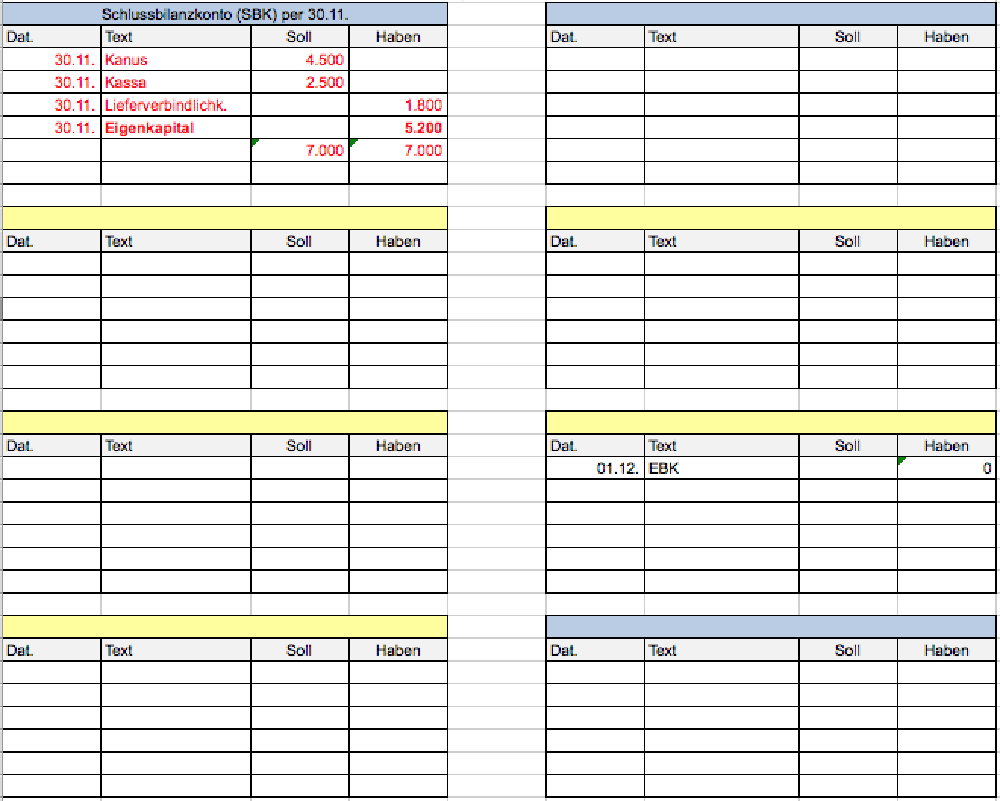 Schlussbilanzkonto (SBK) per 30.11.
Dat. Text Soll Haben
30.11. Kanus 4.500
30.11. Kassa 2.500
30.11. Lieferverbindlichk. 1.800
30.11. Eigenkapital 5.200
7.000 7.000
Dat. Text Soll Haben
Dat. Text Soll Haben
Dat. Text Soll Haben
Dat. Text Soll Haben
Dat. Text Soll Haben
01.12. EBK 0
Dat. Text Soll Haben
Dat. Text Soll Haben